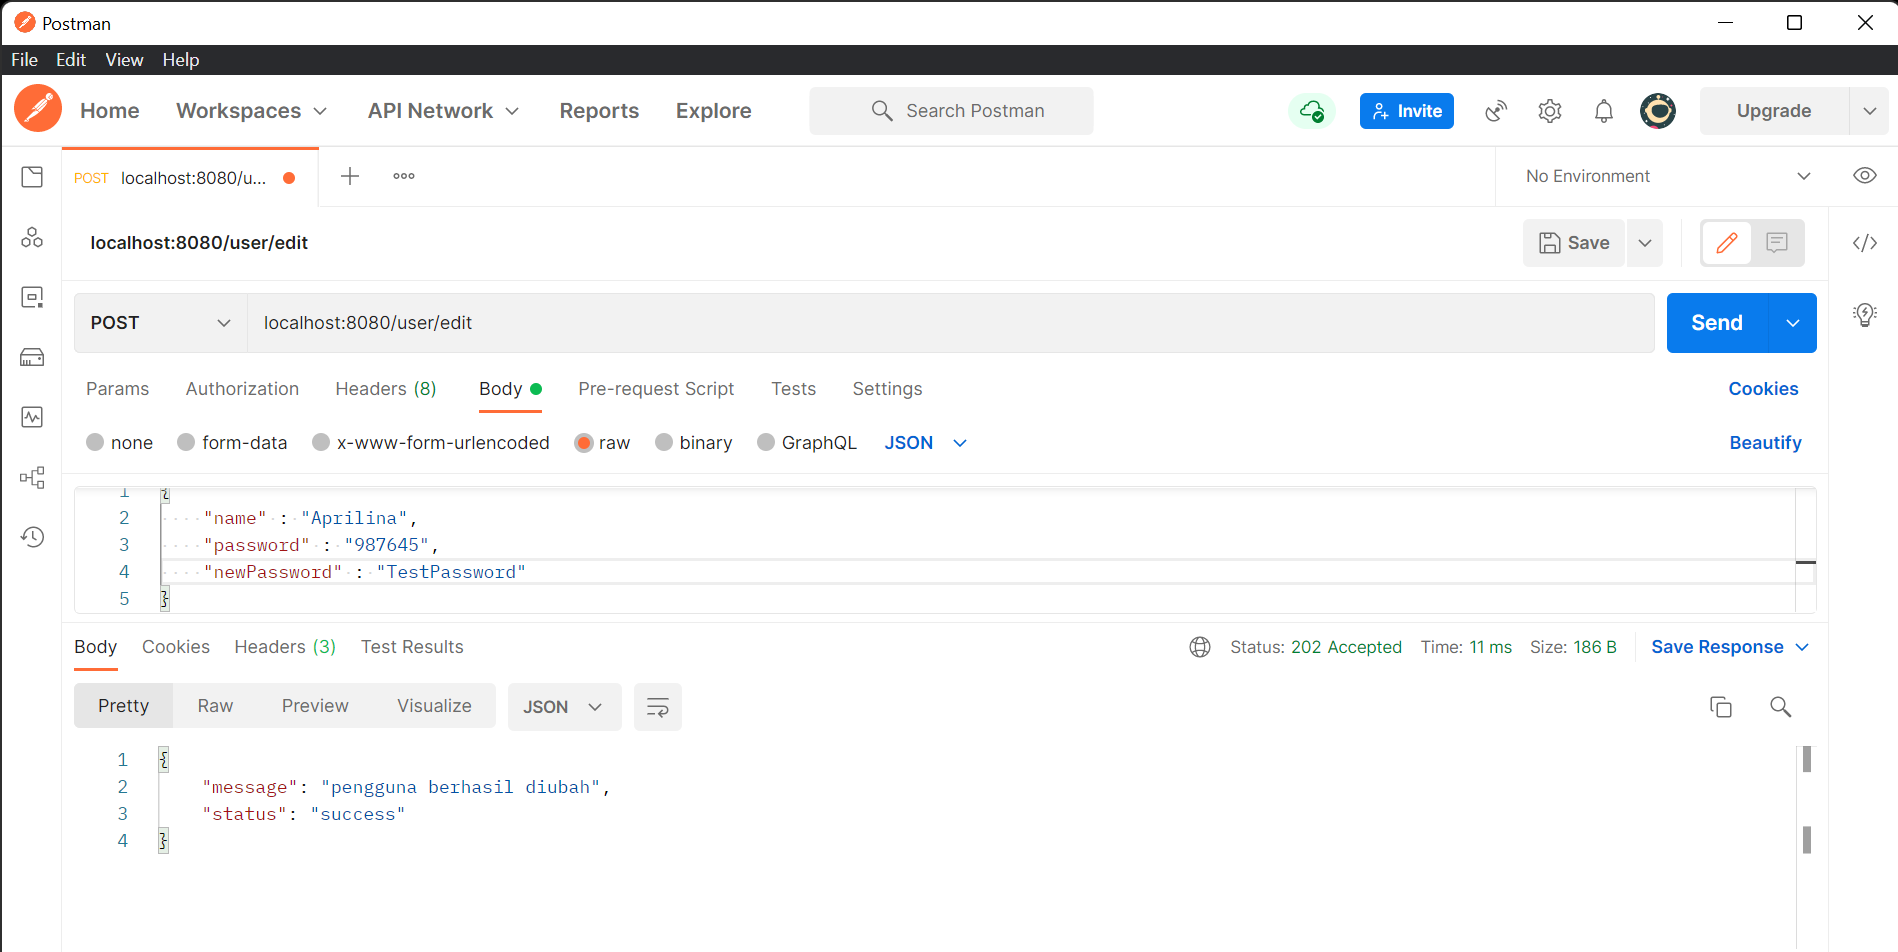 Postman
File Edit View Help
Home Workspaces API Network Reports Explore Search Postman Invite Upgrade
POST localhost:8080/u... No Environment
localhost:8080/user/edit Save
POST localhost:8080/user/edit Send
Params Authorization Headers (8) Body Pre-request Script Tests Settings Cookies
none form-data x-www-form-urlencoded raw binary GraphQL JSON Beautify
1 {
2 "name" : "Aprilina",
3 "password" : "987645",
4 "newPassword" : "TestPassword"
5 }
Body Cookies Headers (3) Test Results Status: 202 Accepted Time: 11 ms Size: 186 B Save Response
Pretty Raw Preview Visualize JSON
1 {
2 "message": "pengguna berhasil diubah",
3 "status": "success"
4 }